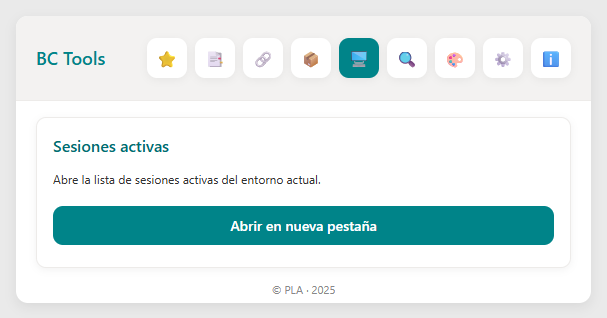 BC Tools
Sesiones activas
Abre la lista de sesiones activas del entorno actual.
Abrir en nueva pestaña
© PLA · 2025